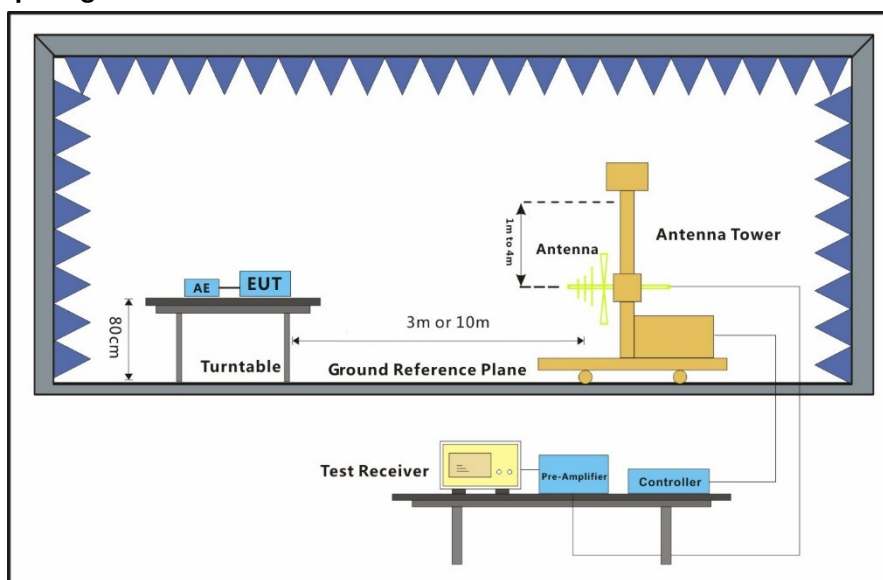 1m to 4m
Antenna
Antenna Tower
AE
EUT
80cm
3m or 10m
Turntable
Ground Reference Plane
Test Receiver
Pre-Amplifier
Controller